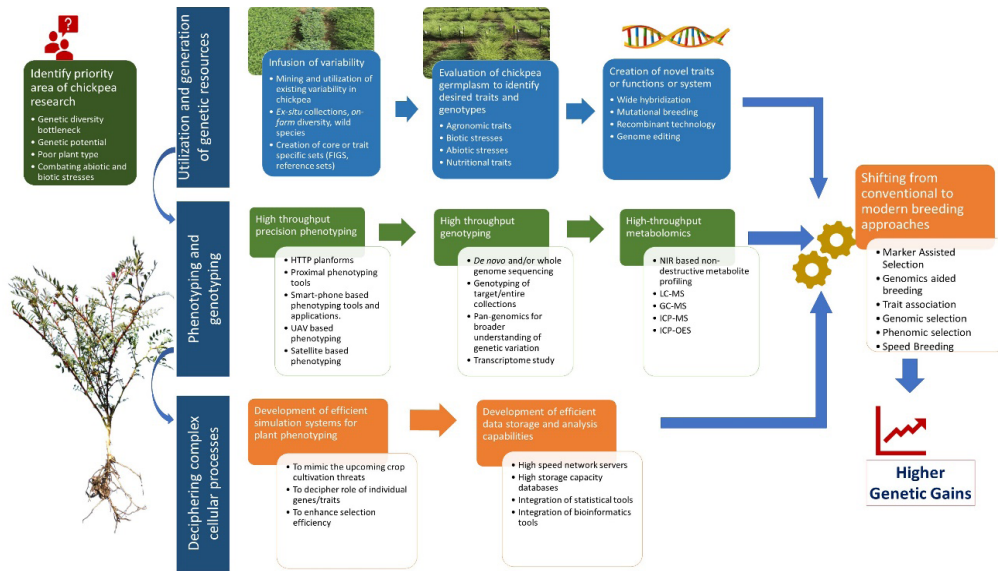 Identify priority
area of chickpea
research
• Genetic diversity
bottleneck
• Genetic potential
• Poor plant type
• Combating abiotic and
biotic stresses
Utilization and generation
of genetic resources
Infusion of variability
• Mining and utilization of
existing variability in
chickpea
• Ex-situ collections, on-
farm diversity, wild
species
• Creation of core or trait
specific sets (FIGS,
reference sets)
Evaluation of chickpea
germplasm to identify
desired traits and
genotypes
• Agronomic traits
• Biotic stresses
• Abiotic stresses
• Nutritional traits
Creation of novel traits
or functions or system
• Wide hybridization
• Mutational breeding
• Recombinant technology
• Genome editing
Phenotyping and
genotyping
High throughput
precision phenotyping
• HTTP planforms
• Proximal phenotyping
tools
• Smart-phone based
phenotyping tools and
applications.
• UAV based
phenotyping
• Satellite based
phenotyping
High throughput
genotyping
• De novo and/or whole
genome sequencing
• Genotyping of
target/entire
collections
• Pan-genomics for
broader
understanding of
genetic variation
• Transcriptome study
High-throughput
metabolomics
• NIR based non-
destructive metabolite
profiling
• LC-MS
• GC-MS
• ICP-MS
• ICP-OES
Deciphering complex
cellular processes
Development of efficient
simulation systems for
plant phenotyping
• To mimic the upcoming crop
cultivation threats
• To decipher role of individual
genes/traits
• To enhance selection
efficiency
Development of efficient
data storage and analysis
capabilities
• High speed network servers
• High storage capacity
databases
• Integration of statistical tools
• Integration of bioinformatics
tools
Shifting from
conventional to
modern breeding
approaches
• Marker Assisted
Selection
• Genomics aided
breeding
• Trait association
• Genomic selection
• Phenomic selection
• Speed Breeding
Higher
Genetic Gains